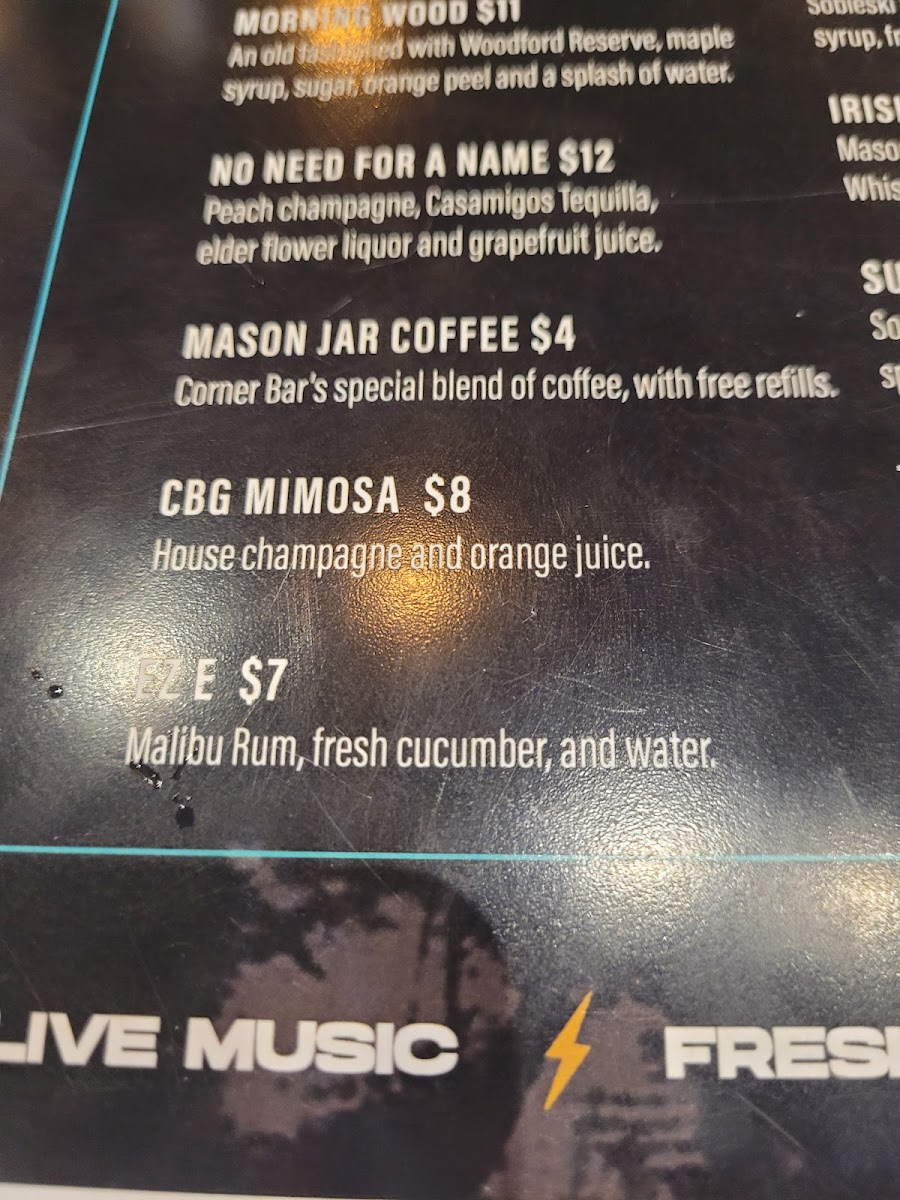 MORNING WOOD $11
An old fashioned with Woodford Reserve, maple
syrup, sugar, orange peel and a splash of water.
NO NEED FOR A NAME $12
Peach champagne, Casamigos Tequilla,
elder flower liquor and grapefruit juice.
MASON JAR COFFEE $4
Corner Bar's special blend of coffee, with free refills.
CBG MIMOSA $8
House champagne and orange juice.
EZ E $7
Malibu Rum, fresh cucumber, and water.
Sobieski
syrup,
LIVE MUSIC